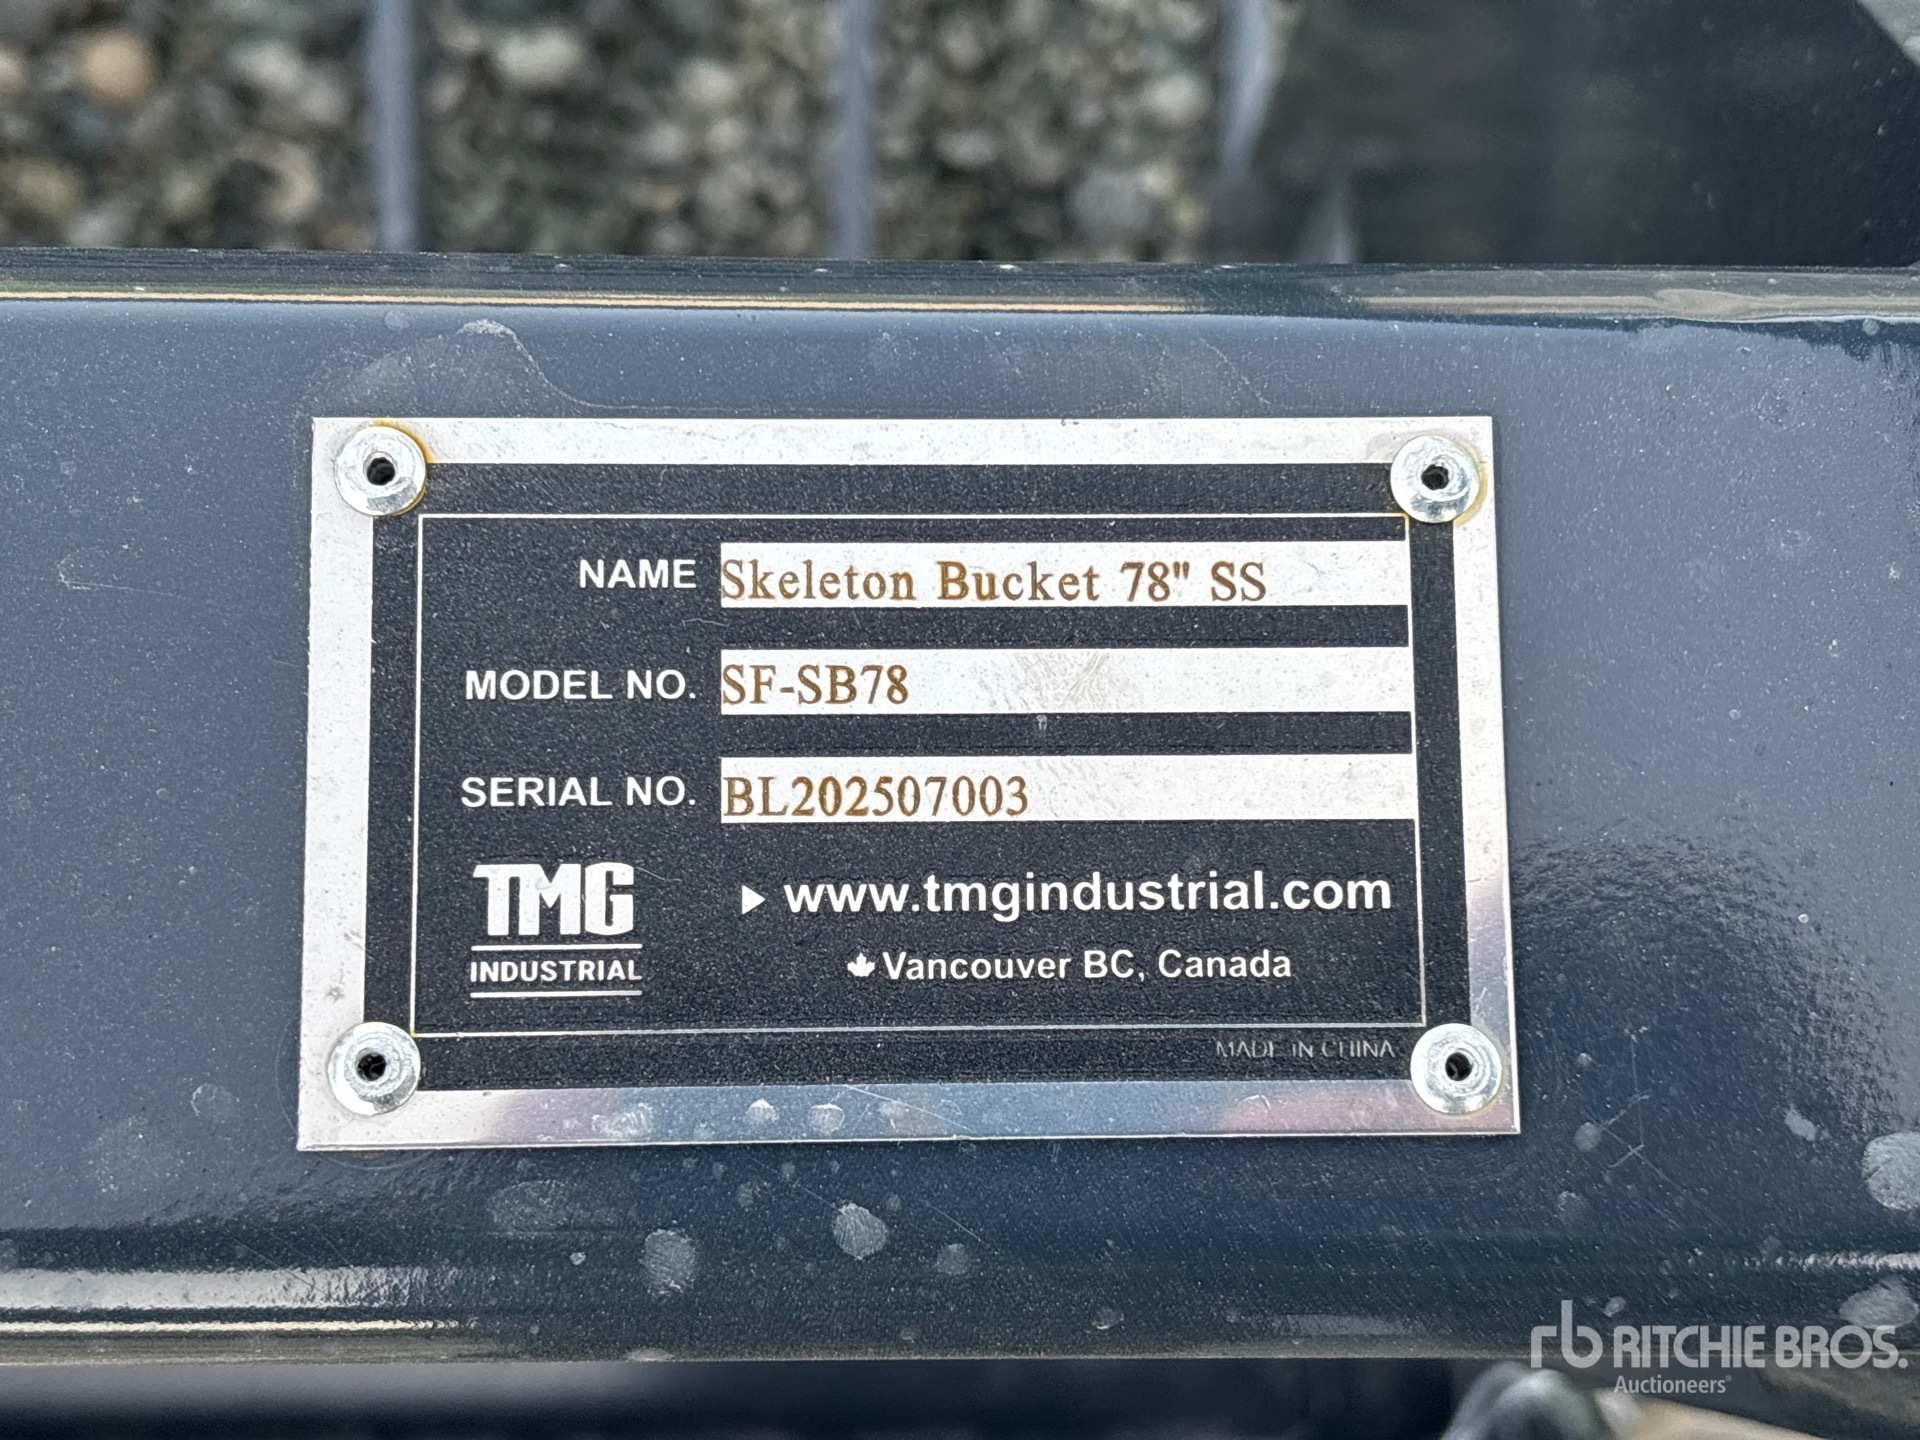 NAME Skeleton Bucket 78" SS
MODEL NO. SF-SB78
SERIAL NO. BL202507003
TMG INDUSTRIAL
www.tmgindustrial.com
Vancouver BC, Canada
MADE IN CHINA
rb RITCHIE BROS.
Auctioneers